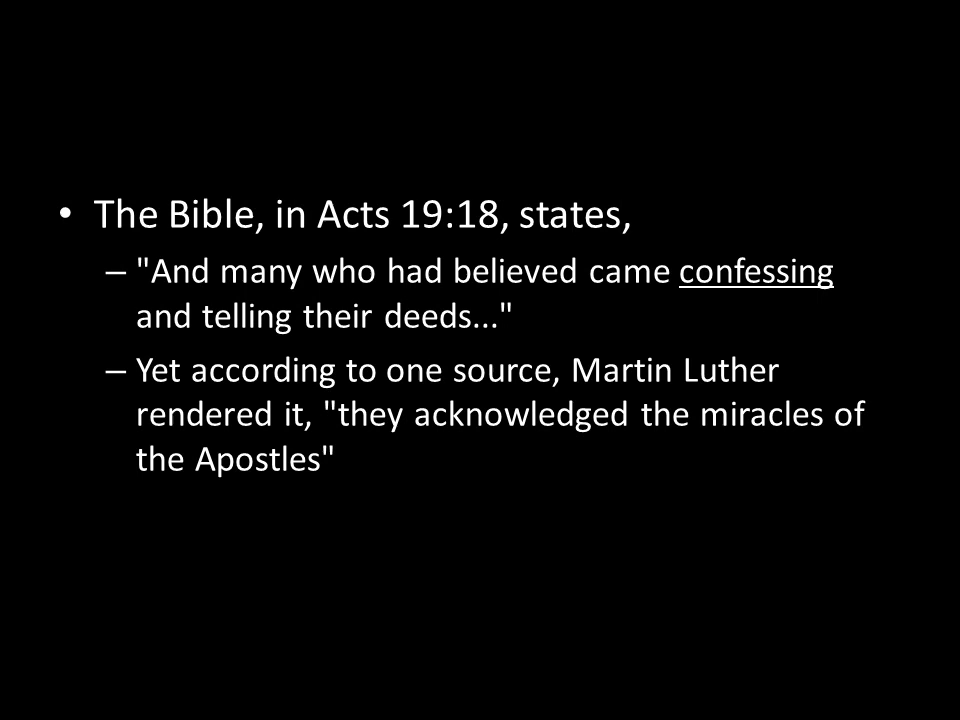 • The Bible, in Acts 19:18, states,
– "And many who had believed came confessing
and telling their deeds..."
– Yet according to one source, Martin Luther
rendered it, "they acknowledged the miracles of
the Apostles"